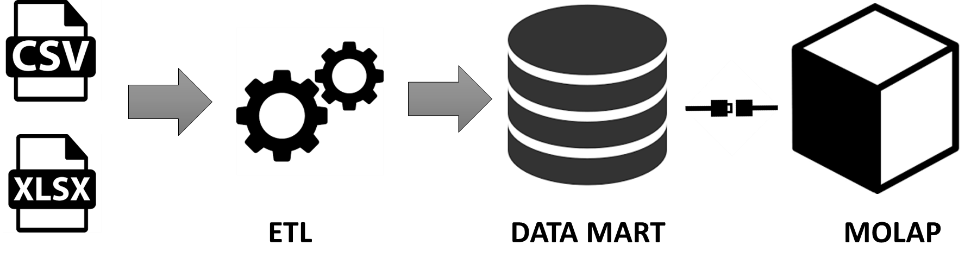 CSV
XLSX
ETL
DATA MART
MOLAP